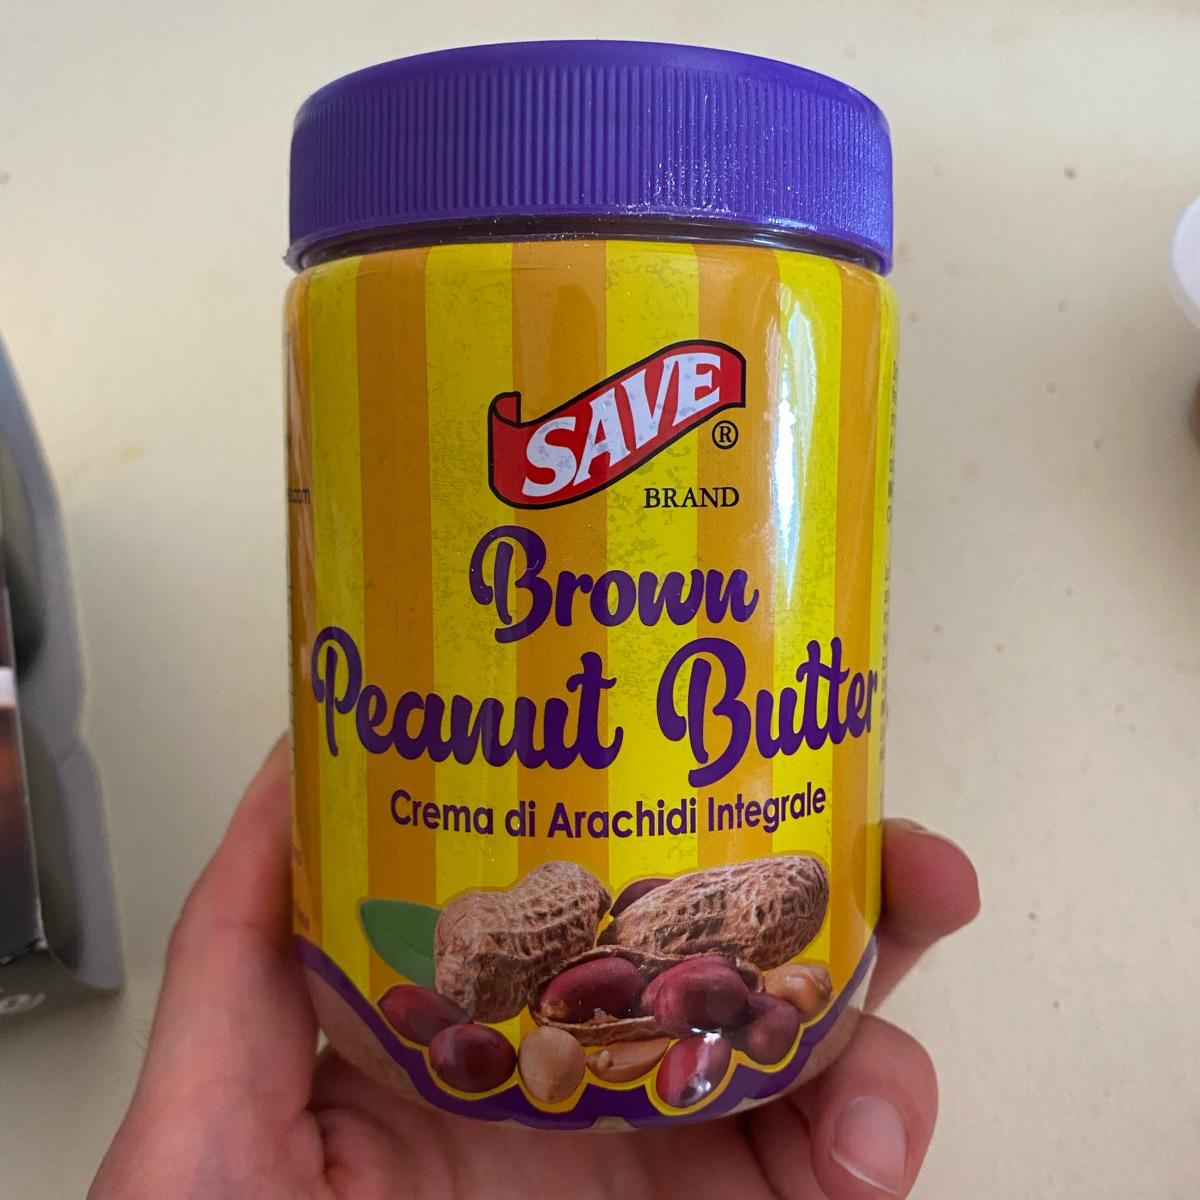 SAVE
®
BRAND
Brown
Peanut Butter
Crema di Arachidi Integrale